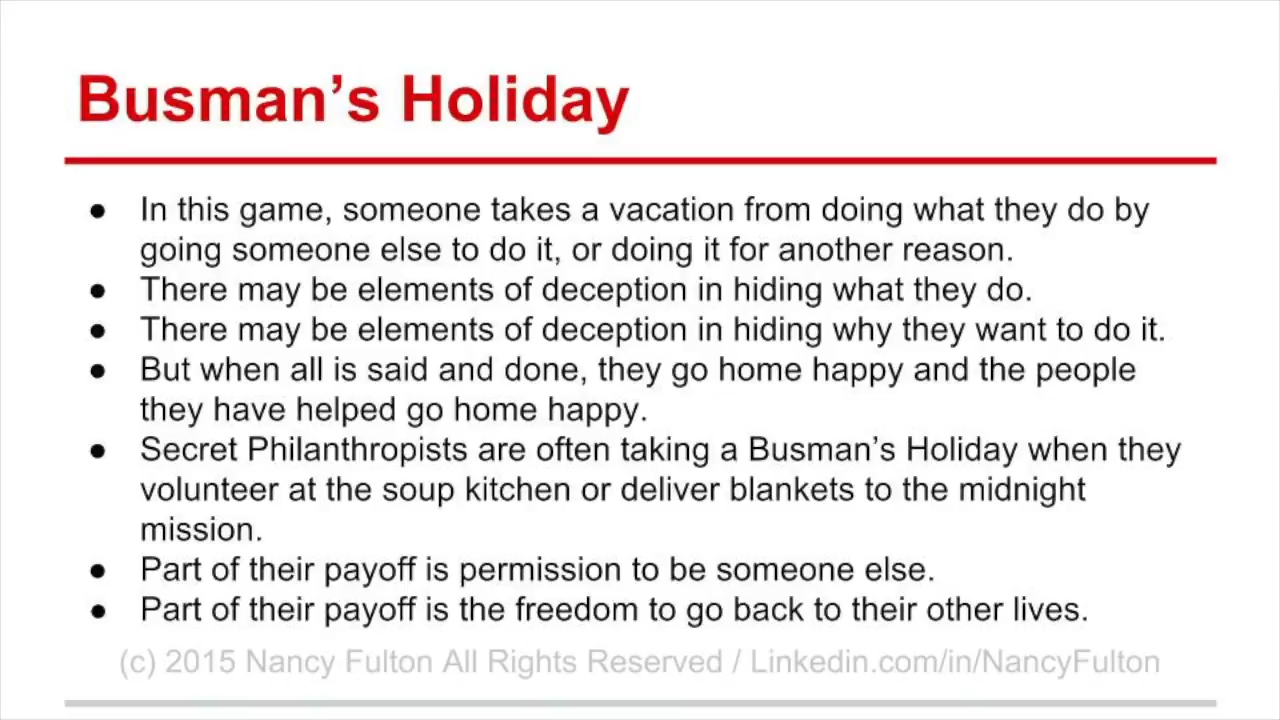 Busman’s Holiday
● In this game, someone takes a vacation from doing what they do by
going someone else to do it, or doing it for another reason.
● There may be elements of deception in hiding what they do.
● There may be elements of deception in hiding why they want to do it.
● But when all is said and done, they go home happy and the people
they have helped go home happy.
● Secret Philanthropists are often taking a Busman’s Holiday when they
volunteer at the soup kitchen or deliver blankets to the midnight
mission.
● Part of their payoff is permission to be someone else.
● Part of their payoff is the freedom to go back to their other lives.
(c) 2015 Nancy Fulton All Rights Reserved / Linkedin.com/in/NancyFulton